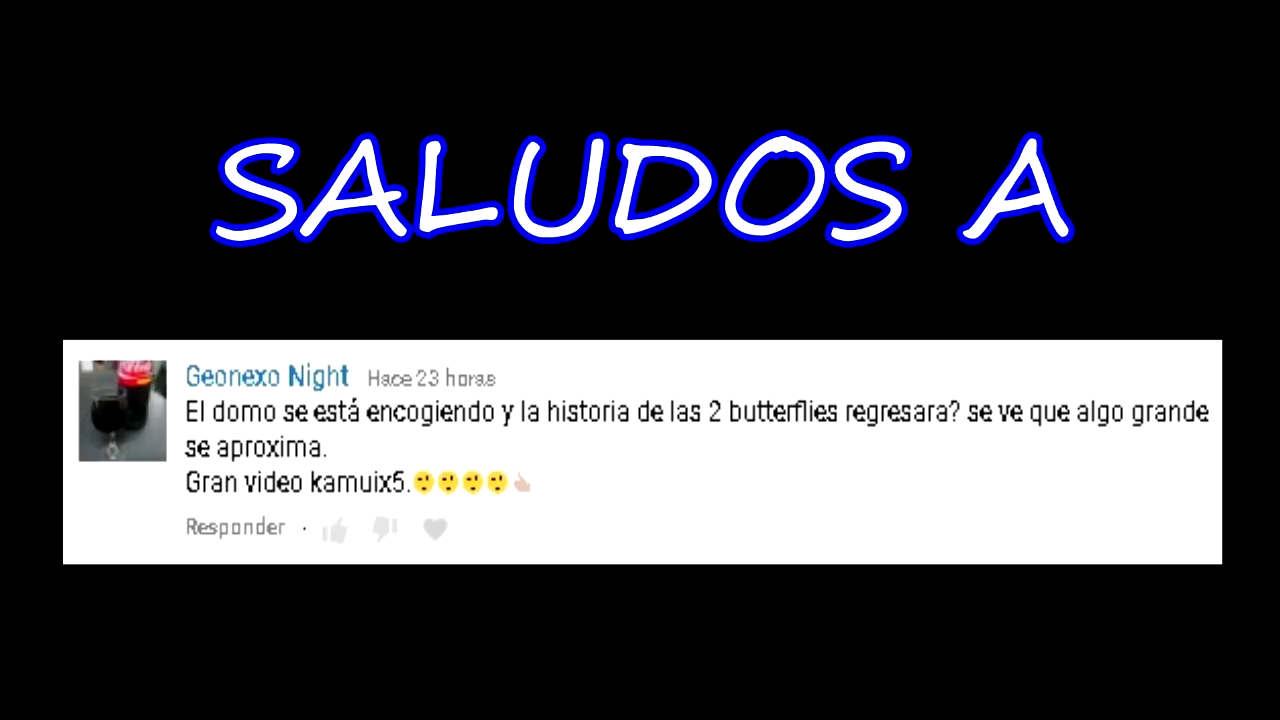 SALUDOS A
Geonexo Night Hace 23 horas
El domo se está encogiendo y la historia de las 2 butterflies regresara? se ve que algo grande
se aproxima.
Gran video kamuix5.
Responder ·